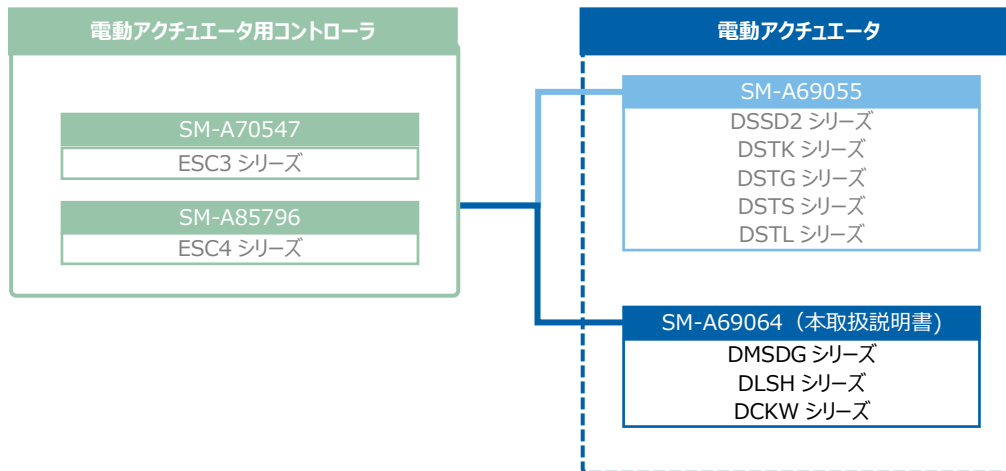 電動アクチュエータ用コントローラ
SM-A70547
ESC3 シリーズ
SM-A85796
ESC4 シリーズ
電動アクチュエータ
SM-A69055
DSSD2 シリーズ
DSTK シリーズ
DSTG シリーズ
DSTS シリーズ
DSTL シリーズ
SM-A69064（本取扱説明書)
DMSDG シリーズ
DLSH シリーズ
DCKW シリーズ